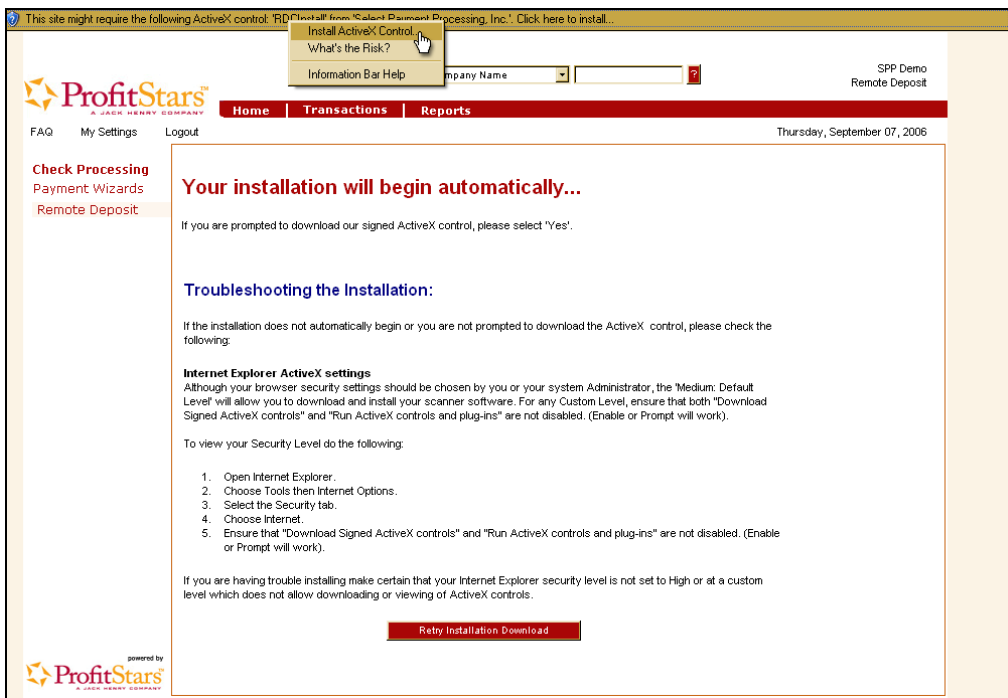 This site might require the following ActiveX control: 'RDCInstall' from 'Select Payment Processing, Inc.'. Click here to install...
Install ActiveX Control...
What's the Risk?
Information Bar Help
mpany Name
?
SPP Demo
Remote Deposit
ProfitStars™
A JACK HENRY COMPANY
Home | Transactions | Reports
FAQ My Settings Logout
Thursday, September 07, 2006
Check Processing
Payment Wizards
Remote Deposit
Your installation will begin automatically...
If you are prompted to download our signed ActiveX control, please select 'Yes'.
Troubleshooting the Installation:
If the installation does not automatically begin or you are not prompted to download the ActiveX control, please check the
following:
Internet Explorer ActiveX settings
Although your browser security settings should be chosen by you or your system Administrator, the 'Medium: Default
Level' will allow you to download and install your scanner software. For any Custom Level, ensure that both "Download
Signed ActiveX controls" and "Run ActiveX controls and plug-ins" are not disabled. (Enable or Prompt will work).
To view your Security Level do the following:
1. Open Internet Explorer.
2. Choose Tools then Internet Options.
3. Select the Security tab.
4. Choose Internet.
5. Ensure that "Download Signed ActiveX controls" and "Run ActiveX controls and plug-ins" are not disabled. (Enable
or Prompt will work).
If you are having trouble installing make certain that your Internet Explorer security level is not set to High or at a custom
level which does not allow downloading or viewing of ActiveX controls.
Retry Installation Download
powered by
ProfitStars™
A JACK HENRY COMPANY